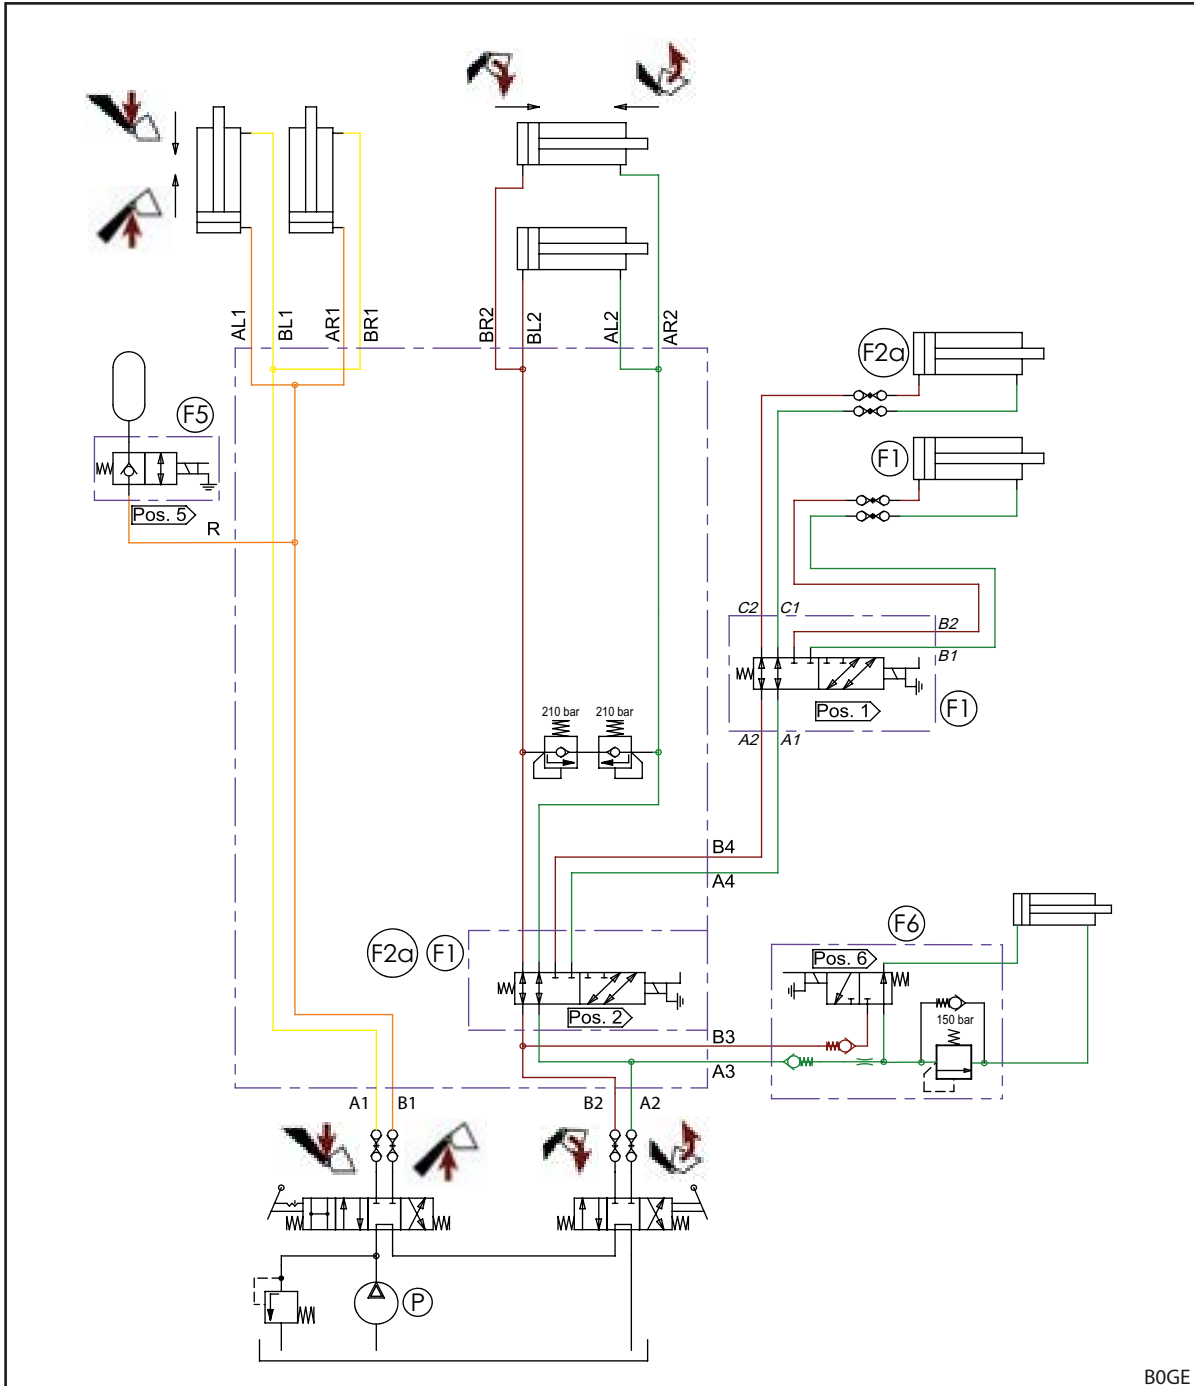 AL1
BL1
AR1
BR1
BR2
BL2
AL2
AR2
F2a
F5
F1
Pos. 5
R
C2 C1
B2
B1
Pos. 1
F1
210 bar 210 bar
A2 A1
B4
A4
F2a F1
F6
Pos. 6
Pos. 2
150 bar
B3
A3
A1 B1
B2 A2
P
B0GE